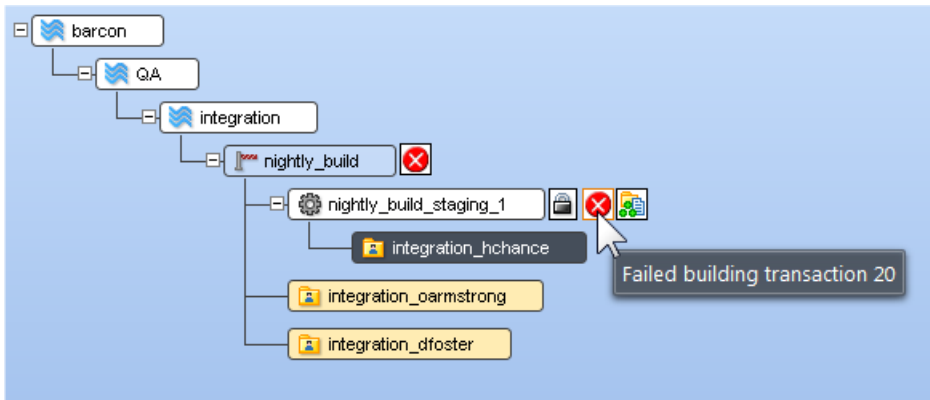 barcon
QA
integration
nightly_build
nightly_build_staging_1
integration_hchance
Failed building transaction 20
integration_oarmstrong
integration_dfoster